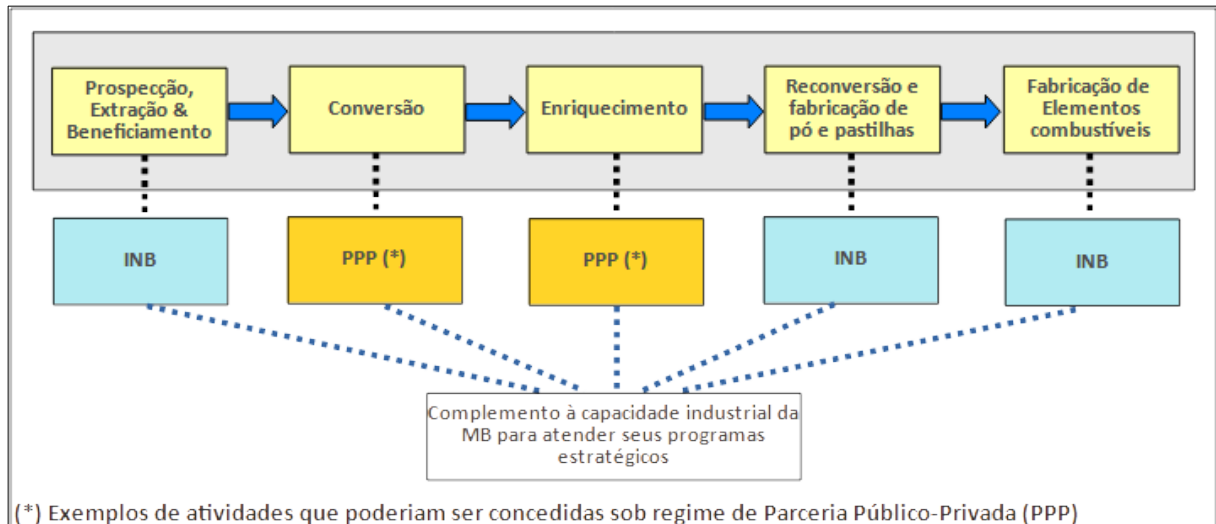 Prospecção,
Extração &
Beneficiamento
Conversão
Enriquecimento
Reconversão e
fabricação de
pó e pastilhas
Fabricação de
Elementos
combustíveis
INB
PPP (*)
PPP (*)
INB
INB
Complemento à capacidade industrial da
MB para atender seus programas
estratégicos
(*) Exemplos de atividades que poderiam ser concedidas sob regime de Parceria Público-Privada (PPP)